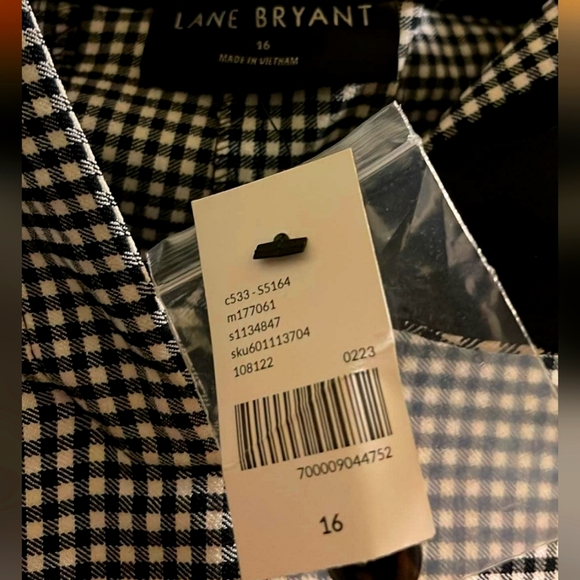 LANE BRYANT
16
MADE IN VIETNAM
c533 - S5164
m177061
s1134847
sku601113704
108122
0223
700009044752
16